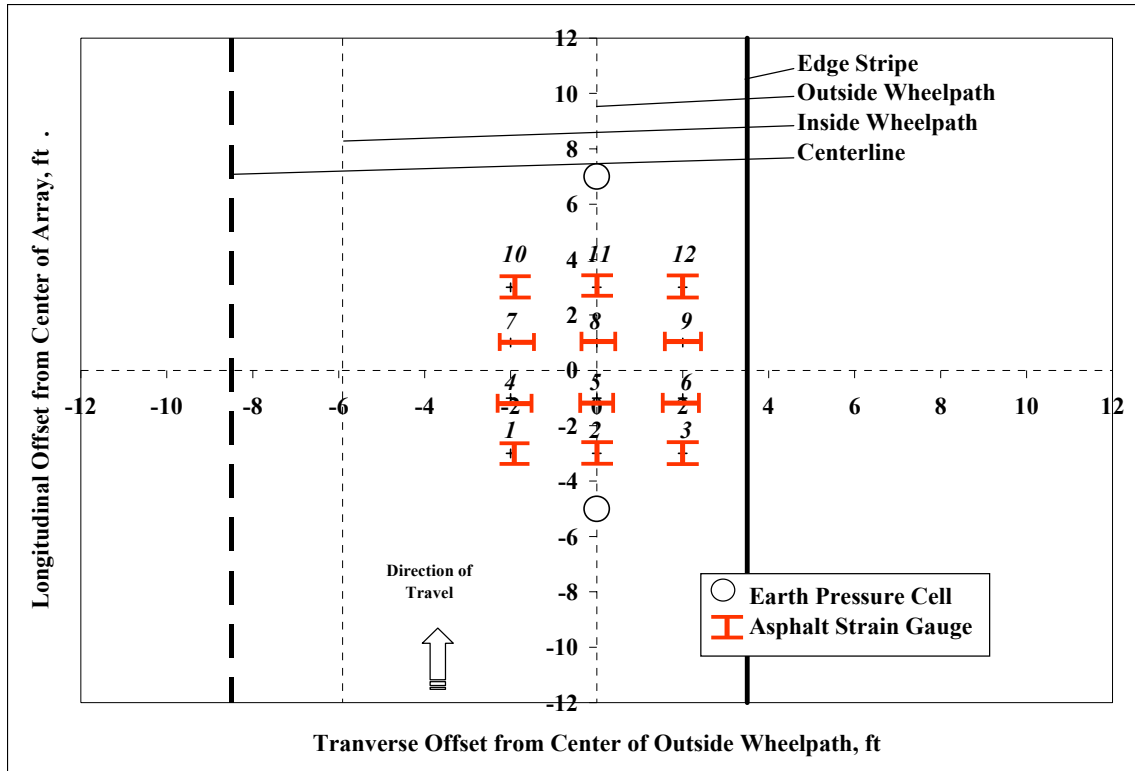 12
Edge Stripe
10
Outside Wheelpath
Inside Wheelpath
8
Centerline
6
4
10 11 12
2
7 8 9
0
4 5 6
-12 -10 -8 -6 -4 -2 0 2 4 6 8 10 12
-2
1 2 3
-4
-6
Direction of
Travel
-8
-10
-12
Earth Pressure Cell
Asphalt Strain Gauge
Longitudinal Offset from Center of Array, ft .
Tranverse Offset from Center of Outside Wheelpath, ft